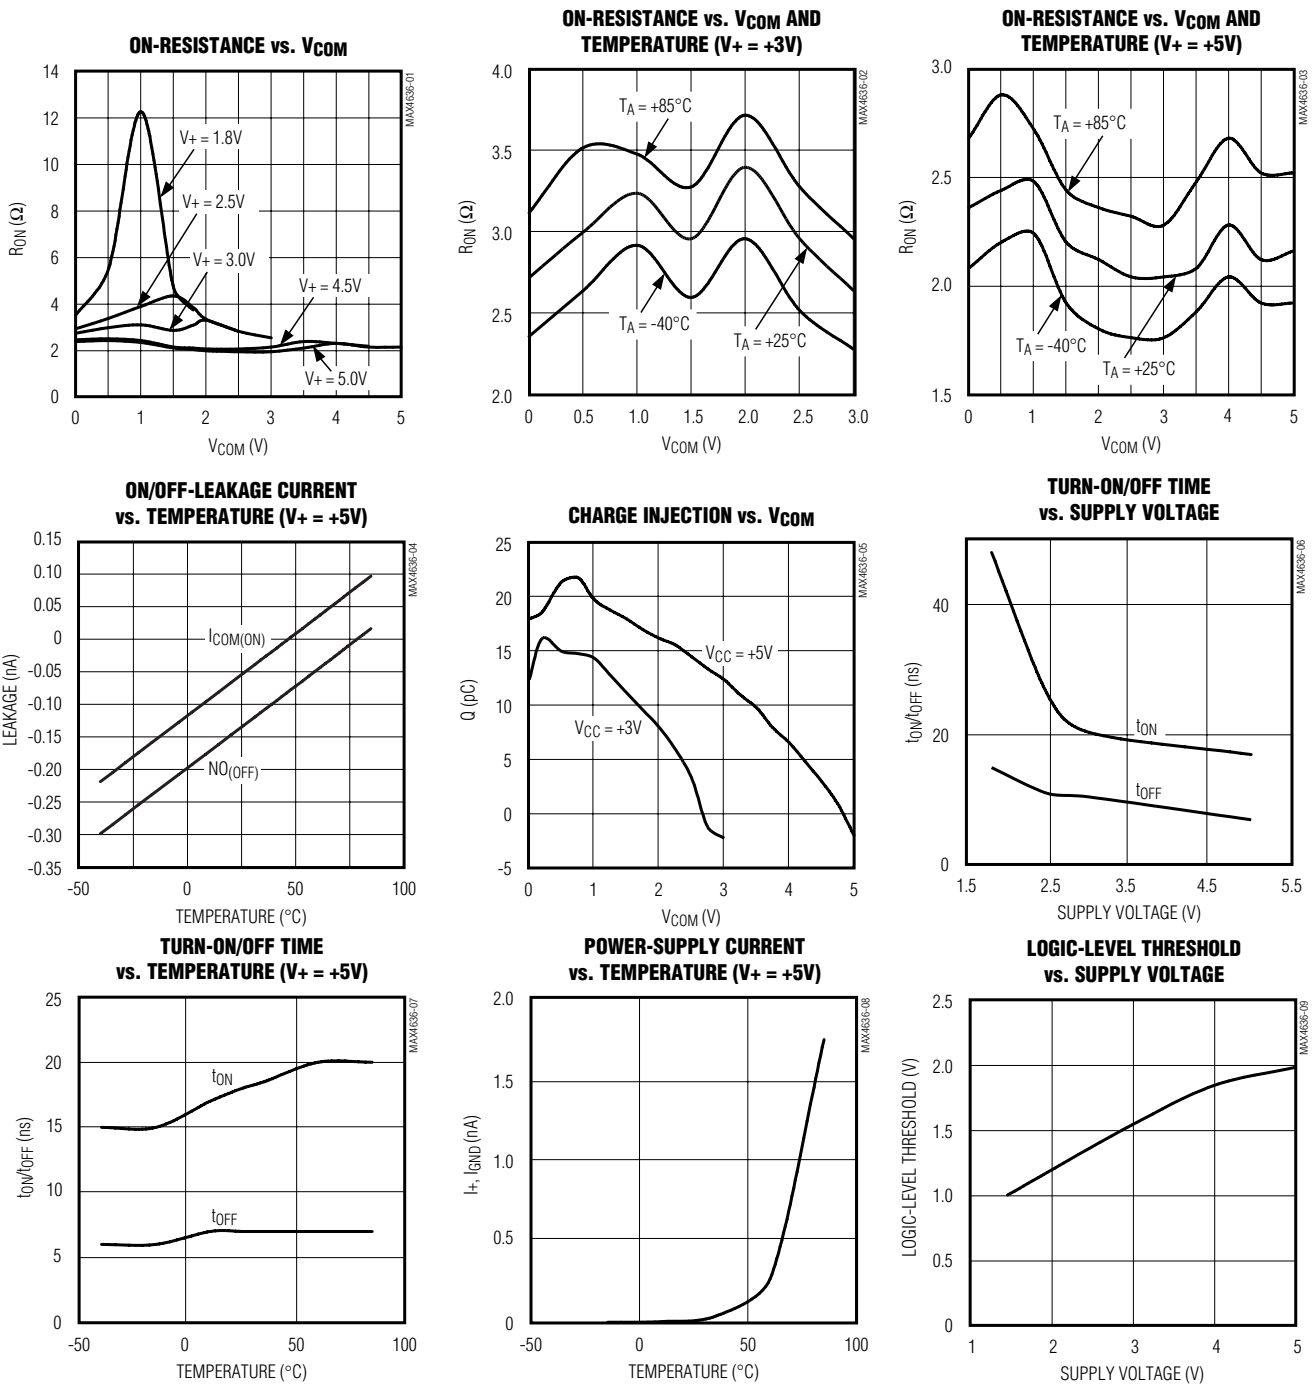 ON-RESISTANCE vs. VCOM
14
12
10
8
6
4
2
0
RON (Ω)
V+ = 1.8V
V+ = 2.5V
V+ = 3.0V
V+ = 4.5V
V+ = 5.0V
0 1 2 3 4 5
VCOM (V)
MAX4636-01
ON-RESISTANCE vs. VCOM AND
TEMPERATURE (V+ = +3V)
4.0
3.5
3.0
2.5
2.0
RON (Ω)
TA = +85°C
TA = -40°C
TA = +25°C
0 0.5 1.0 1.5 2.0 2.5 3.0
VCOM (V)
MAX4636-02
ON-RESISTANCE vs. VCOM AND
TEMPERATURE (V+ = +5V)
3.0
2.5
2.0
1.5
RON (Ω)
TA = +85°C
TA = -40°C
TA = +25°C
0 1 2 3 4 5
VCOM (V)
MAX4636-03
ON/OFF-LEAKAGE CURRENT
vs. TEMPERATURE (V+ = +5V)
0.15
0.10
0.05
0
-0.05
-0.10
-0.15
-0.20
-0.25
-0.30
-0.35
LEAKAGE (nA)
ICOM(ON)
NO(OFF)
-50 0 50 100
TEMPERATURE (°C)
MAX4636-04
CHARGE INJECTION vs. VCOM
25
20
15
10
5
0
-5
Q (pC)
VCC = +5V
VCC = +3V
0 1 2 3 4 5
VCOM (V)
MAX4636-05
TURN-ON/OFF TIME
vs. SUPPLY VOLTAGE
40
20
0
tON/tOFF (ns)
tON
tOFF
1.5 2.5 3.5 4.5 5.5
SUPPLY VOLTAGE (V)
MAX4636-06
TURN-ON/OFF TIME
vs. TEMPERATURE (V+ = +5V)
25
20
15
10
5
0
tON/tOFF (ns)
tON
tOFF
-50 0 50 100
TEMPERATURE (°C)
MAX4636-07
POWER-SUPPLY CURRENT
vs. TEMPERATURE (V+ = +5V)
2.0
1.5
1.0
0.5
0
I+, IGND (nA)
-50 0 50 100
TEMPERATURE (°C)
MAX4636-08
LOGIC-LEVEL THRESHOLD
vs. SUPPLY VOLTAGE
2.5
2.0
1.5
1.0
0.5
0
LOGIC-LEVEL THRESHOLD (V)
1 2 3 4 5
SUPPLY VOLTAGE (V)
MAX4636-09